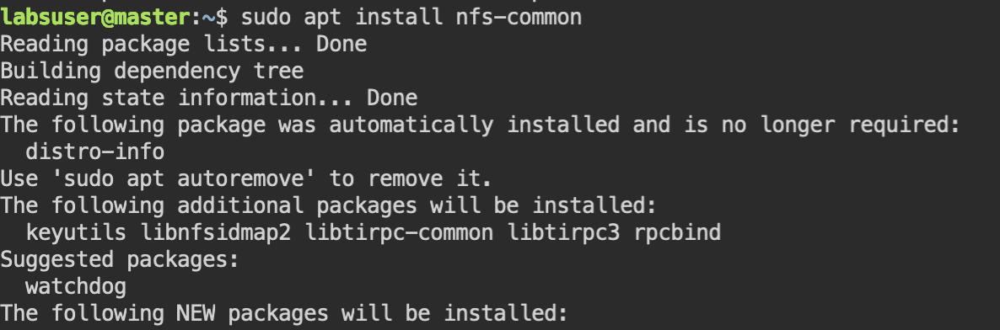 labsuser@master:~$ sudo apt install nfs-common
Reading package lists... Done
Building dependency tree
Reading state information... Done
The following package was automatically installed and is no longer required:
  distro-info
Use 'sudo apt autoremove' to remove it.
The following additional packages will be installed:
  keyutils libnfsidmap2 libtirpc-common libtirpc3 rpcbind
Suggested packages:
  watchdog
The following NEW packages will be installed: